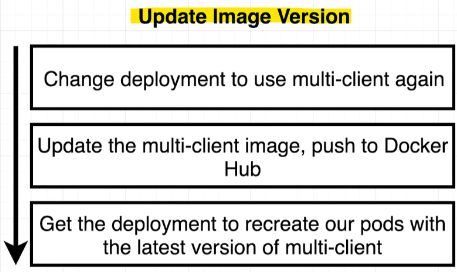 Update Image Version
Change deployment to use multi-client again
Update the multi-client image, push to Docker
Hub
Get the deployment to recreate our pods with
the latest version of multi-client